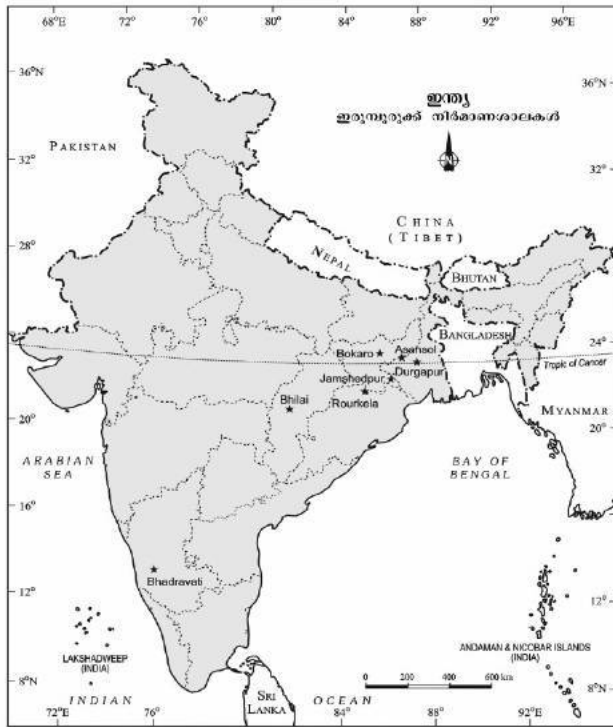 68°E 72° 76° 80° 84° 88° 92° 96°E
36°N
36°N
ഇന്ത്യ
ഇരുമ്പുരുക്ക് നിർമാണശാലകൾ
N
PAKISTAN
32°
32°
CHINA
(TIBET)
28°
28°
NEPAL
BHUTAN
24°
24°
BANGLADESH
Bokaro
Asansol
Durgapur
Tropic of Cancer
Jamshedpur
Bhilai
Rourkela
MYANMAR
20°
20°
ARABIAN
SEA
BAY OF
BENGAL
16°
16°
Bhadravati
12°
12°
LAKSHADWEEP
(INDIA)
ANDAMAN & NICOBAR ISLANDS
(INDIA)
0 200 400 600 km
8°N
8°N
INDIAN OCEAN
SRI
LANKA
72°E 76° 80° 84° 88° 92°E